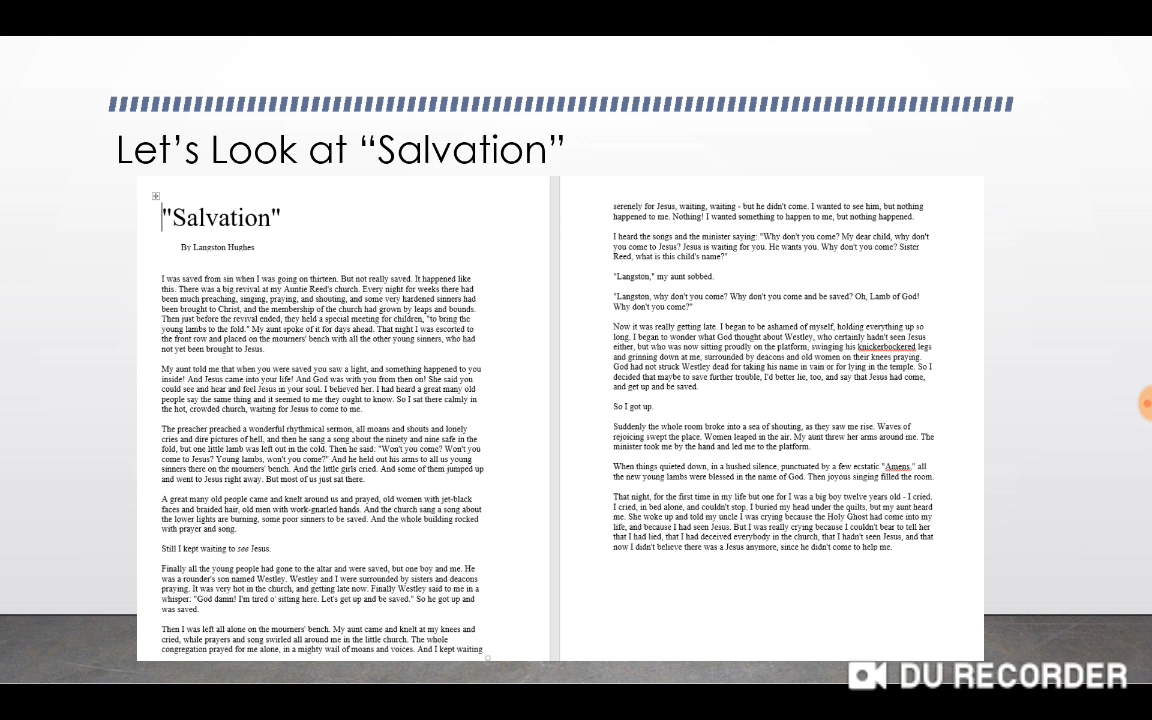 Let's Look at “Salvation”
"Salvation"
By Langston Hughes
I was saved from sin when I was going on thirteen. But not really saved. It happened like
this. There was a big revival at my Auntie Reed's church. Every night for weeks there had
been much preaching, singing, praying, and shouting, and some very hardened sinners had
been brought to Christ, and the membership of the church had grown by leaps and bounds.
Then just before the revival ended, they held a special meeting for children, "to bring the
young lambs to the fold." My aunt spoke of it for days ahead. That night I was escorted to
the front row and placed on the mourners' bench with all the other young sinners, who had
not yet been brought to Jesus.
My aunt told me that when you were saved you saw a light, and something happened to you
inside! And Jesus came into your life! And God was with you from then on! She said you
could see and hear and feel Jesus in your soul. I believed her. I had heard a great many old
people say the same thing and it seemed to me they ought to know. So I sat there calmly in
the hot, crowded church, waiting for Jesus to come to me.
The preacher preached a wonderful rhythmical sermon, all moans and shouts and lonely
cries and dire pictures of hell, and then he sang a song about the ninety and nine safe in the
fold, but one little lamb was left out in the cold. Then he said: "Won't you come? Won't you
come to Jesus? Young lambs, won't you come?" And he held out his arms to all us young
sinners there on the mourners' bench. And the little girls cried. And some of them jumped up
and went to Jesus right away. But most of us just sat there.
A great many old people came and knelt around us and prayed, old women with jet-black
faces and braided hair, old men with work-gnarled hands. And the church sang a song about
the lower lights are burning, some poor sinners to be saved. And the whole building rocked
with prayer and song.
Still I kept waiting to see Jesus.
Finally all the young people had gone to the altar and were saved, but one boy and me. He
was a rounder's son named Westley. Westley and I were surrounded by sisters and deacons
praying. It was very hot in the church, and getting late now. Finally Westley said to me in a
whisper: "God damn! I'm tired o' sitting here. Let's get up and be saved." So he got up and
was saved.
Then I was left all alone on the mourners' bench. My aunt came and knelt at my knees and
cried, while prayers and song swirled all around me in the little church. The whole
congregation prayed for me alone, in a mighty wail of moans and voices. And I kept waiting
serenely for Jesus, waiting, waiting - but he didn't come. I wanted to see him, but nothing
happened to me. Nothing! I wanted something to happen to me, but nothing happened.
I heard the songs and the minister saying: "Why don't you come? My dear child, why don't
you come to Jesus? Jesus is waiting for you. He wants you. Why don't you come? Sister
Reed, what is this child's name?"
"Langston," my aunt sobbed.
"Langston, why don't you come? Why don't you come and be saved? Oh, Lamb of God!
Why don't you come?"
Now it was really getting late. I began to be ashamed of myself, holding everything up so
long. I began to wonder what God thought about Westley, who certainly hadn't seen Jesus
either, but who was now sitting proudly on the platform, swinging his knickerbockered legs
and grinning down at me, surrounded by deacons and old women on their knees praying.
God had not struck Westley dead for taking his name in vain or for lying in the temple. So I
decided that maybe to save further trouble, I'd better lie, too, and say that Jesus had come,
and get up and be saved.
So I got up.
Suddenly the whole room broke into a sea of shouting, as they saw me rise. Waves of
rejoicing swept the place. Women leaped in the air. My aunt threw her arms around me. The
minister took me by the hand and led me to the platform.
When things quieted down, in a hushed silence, punctuated by a few ecstatic "Amens," all
the new young lambs were blessed in the name of God. Then joyous singing filled the room.
That night, for the first time in my life but one for I was a big boy twelve years old - I cried.
I cried, in bed alone, and couldn't stop. I buried my head under the quilts, but my aunt heard
me. She woke up and told my uncle I was crying because the Holy Ghost had come into my
life, and because I had seen Jesus. But I was really crying because I couldn't bear to tell her
that I had lied, that I had deceived everybody in the church, that I hadn't seen Jesus, and that
now I didn't believe there was a Jesus anymore, since he didn't come to help me.
DU RECORDER